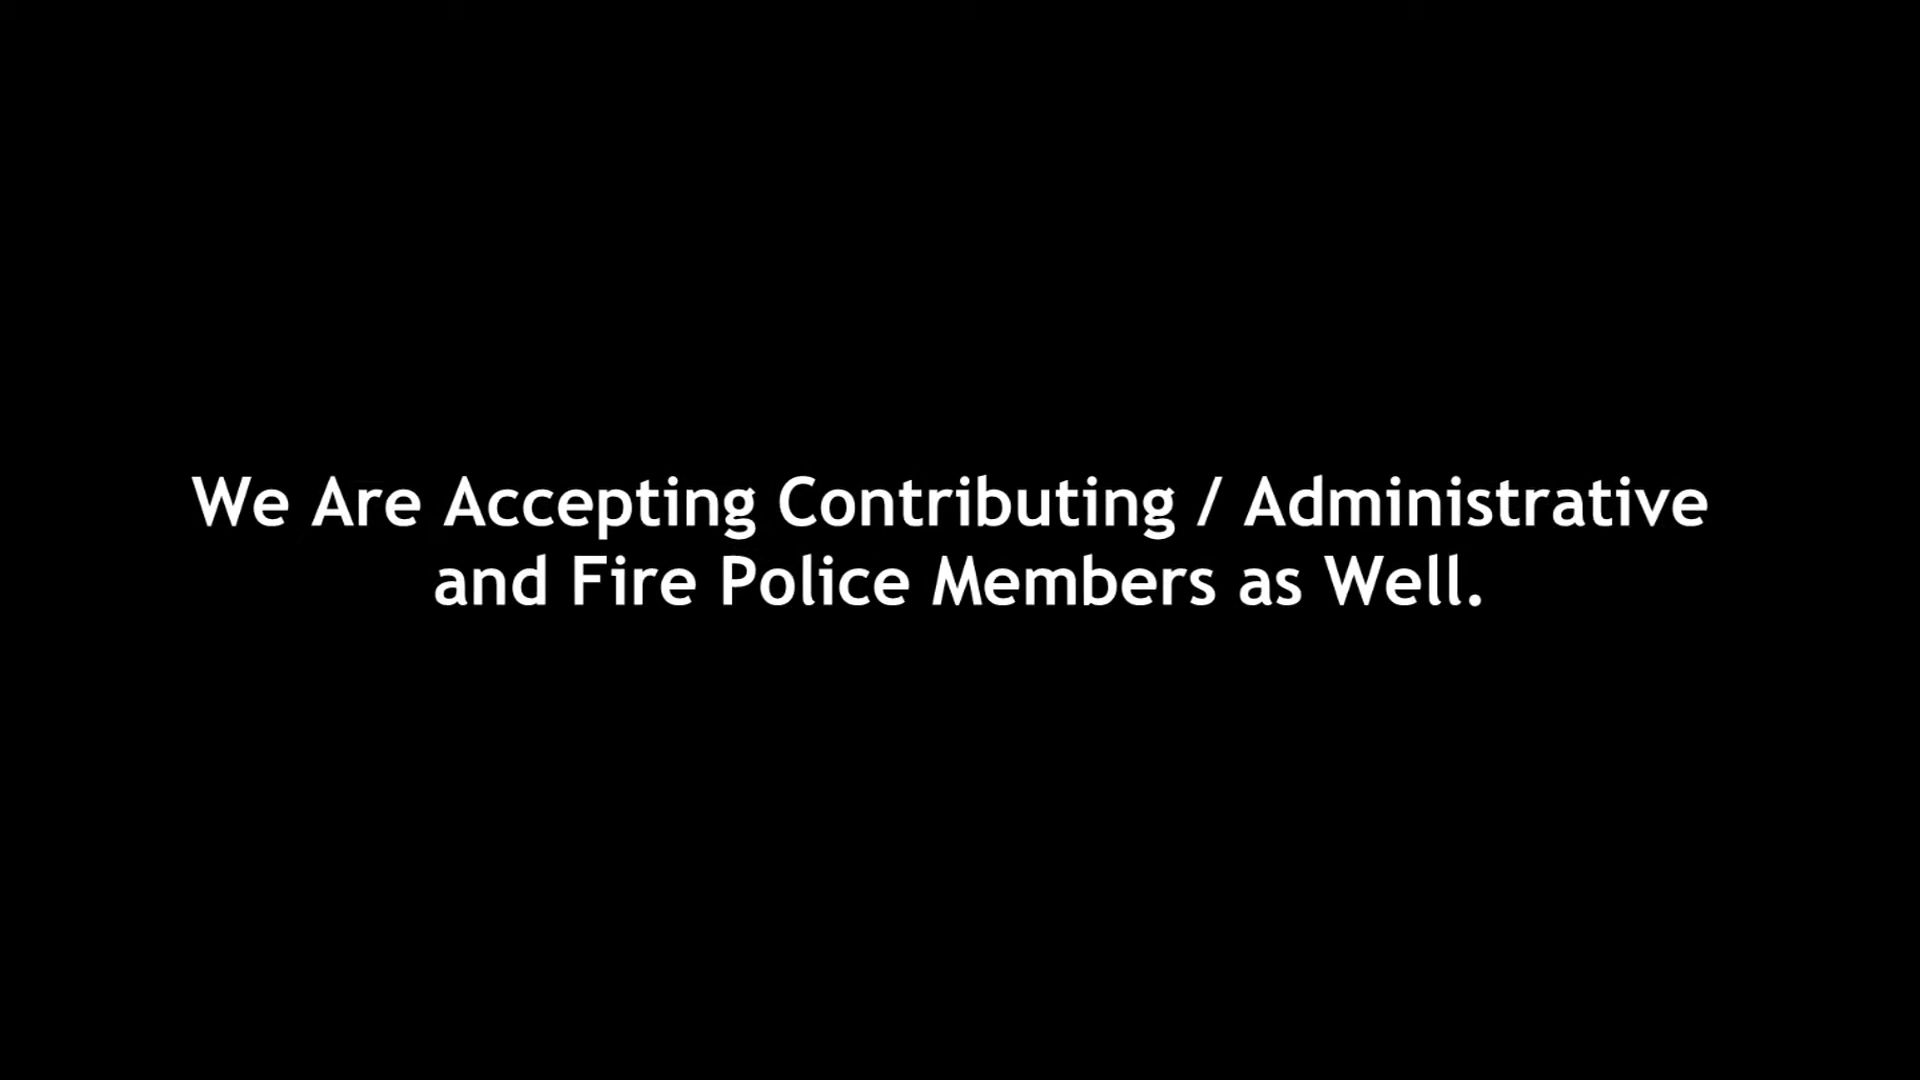 We Are Accepting Contributing / Administrative
and Fire Police Members as Well.